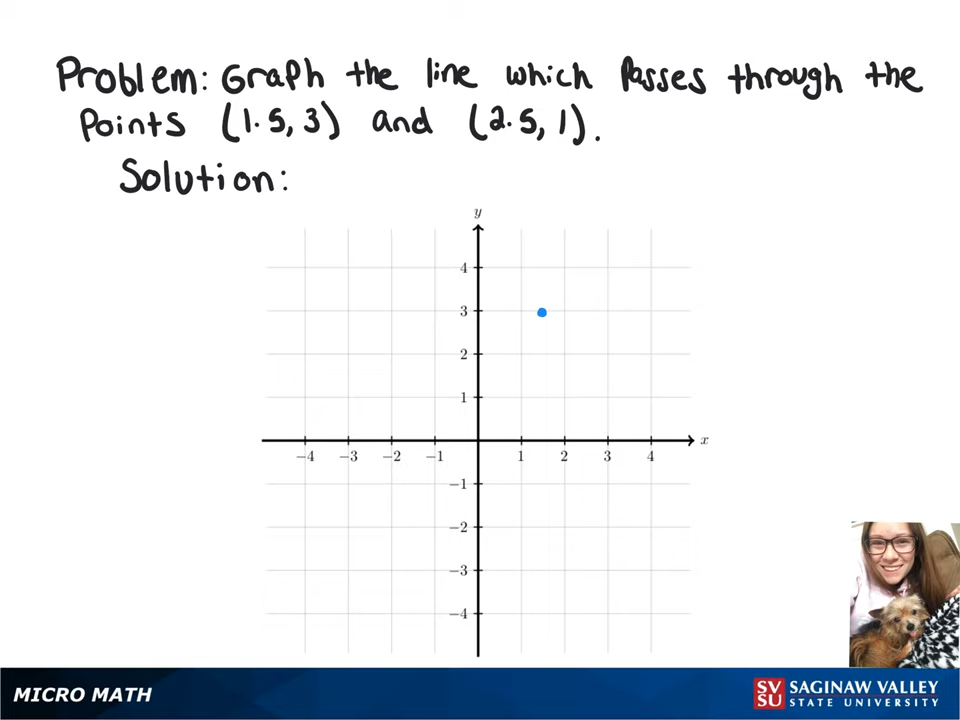 Problem: Graph the line which passes through the
points (1.5, 3) and (2.5, 1).
Solution:
y
4
3
2
1
−4 −3 −2 −1 1 2 3 4 x
−1
−2
−3
−4
MICRO MATH
SVSU SAGINAW VALLEY
STATE UNIVERSITY